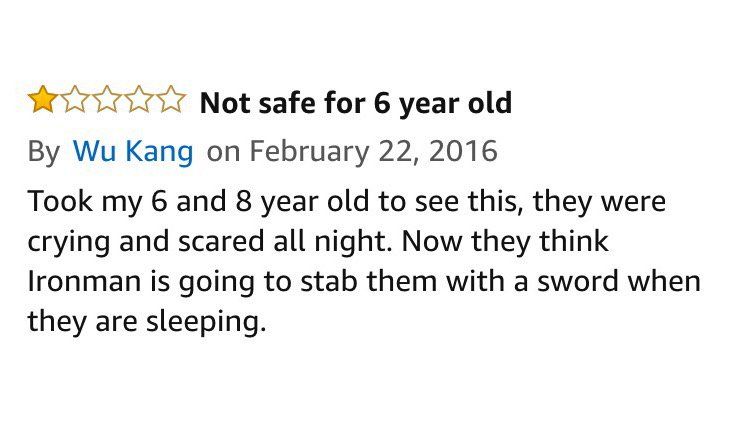 Not safe for 6 year old
By Wu Kang on February 22, 2016
Took my 6 and 8 year old to see this, they were
crying and scared all night. Now they think
Ironman is going to stab them with a sword when
they are sleeping.